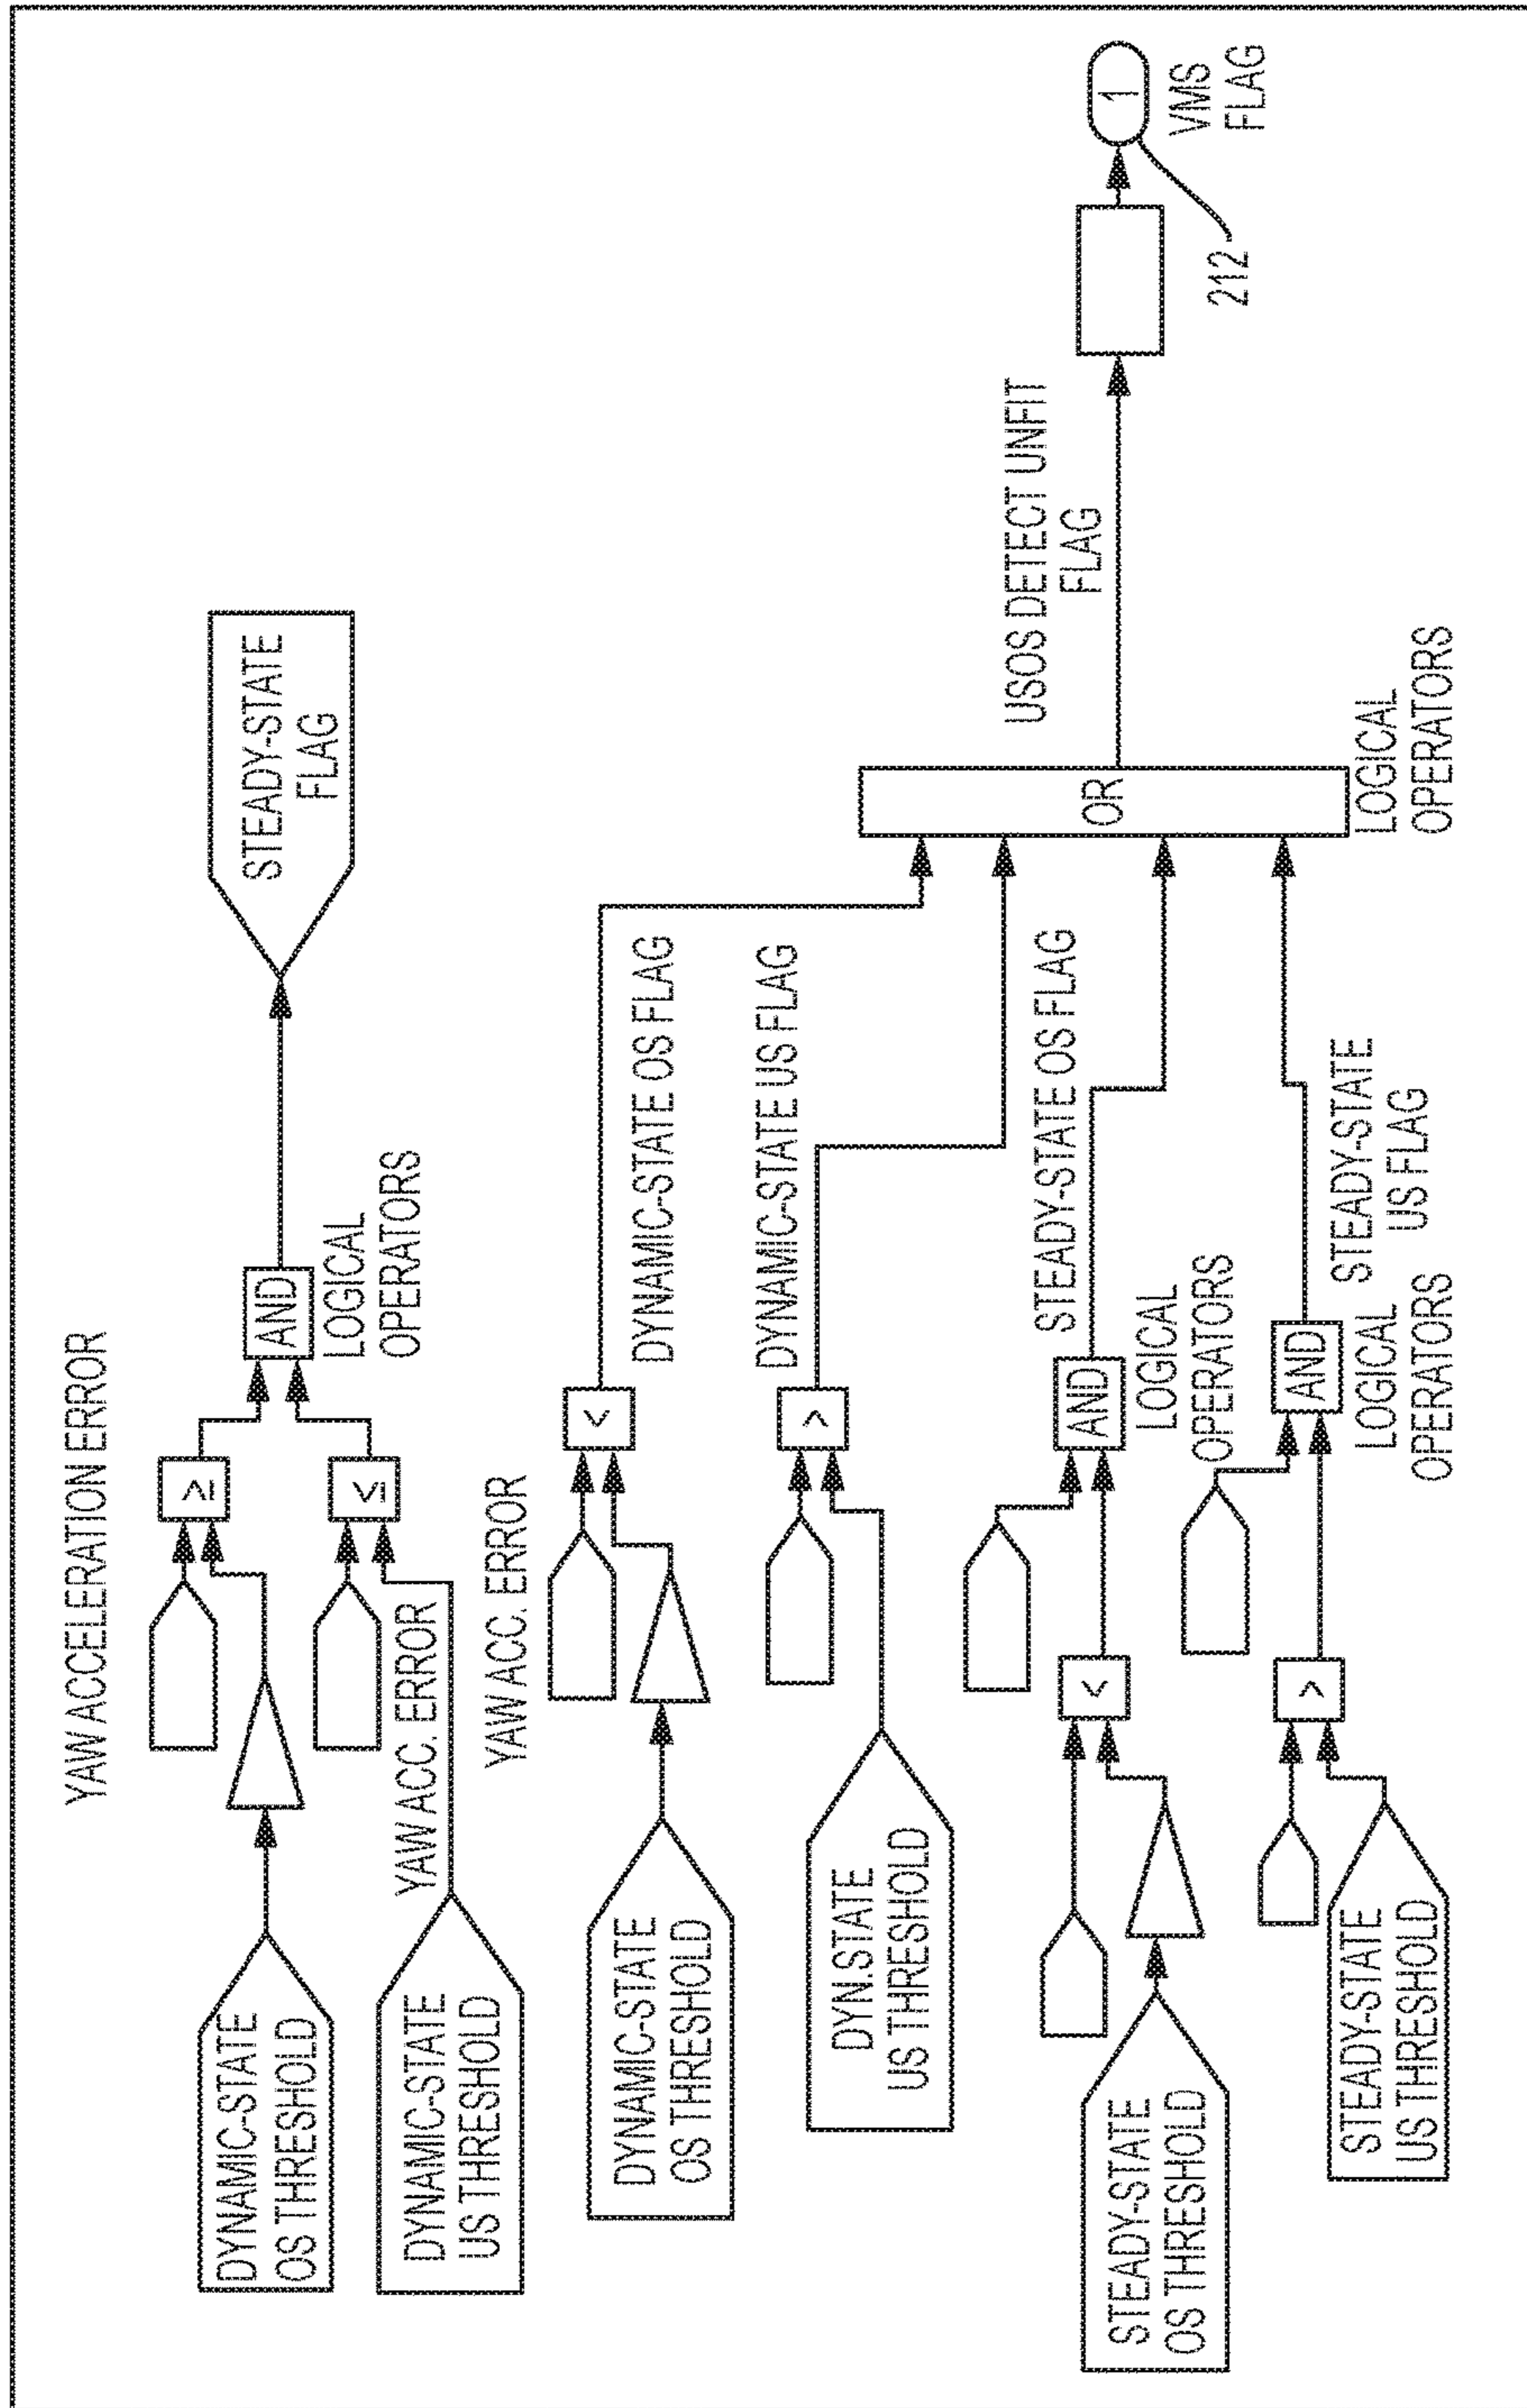 YAW ACCELERATION ERROR
DYNAMIC-STATE
OS THRESHOLD
≥
AND
LOGICAL
OPERATORS
STEADY-STATE
FLAG
≤
YAW ACC. ERROR
DYNAMIC-STATE
US THRESHOLD
YAW ACC. ERROR
<
DYNAMIC-STATE OS FLAG
DYNAMIC-STATE
OS THRESHOLD
>
DYNAMIC-STATE US FLAG
DYN.STATE
US THRESHOLD
STEADY-STATE OS FLAG
AND
LOGICAL
OPERATORS
<
STEADY-STATE
OS THRESHOLD
AND
LOGICAL
OPERATORS
STEADY-STATE
US FLAG
>
STEADY-STATE
US THRESHOLD
OR
LOGICAL
OPERATORS
USOS DETECT UNFIT
FLAG
1
VMS
FLAG
212